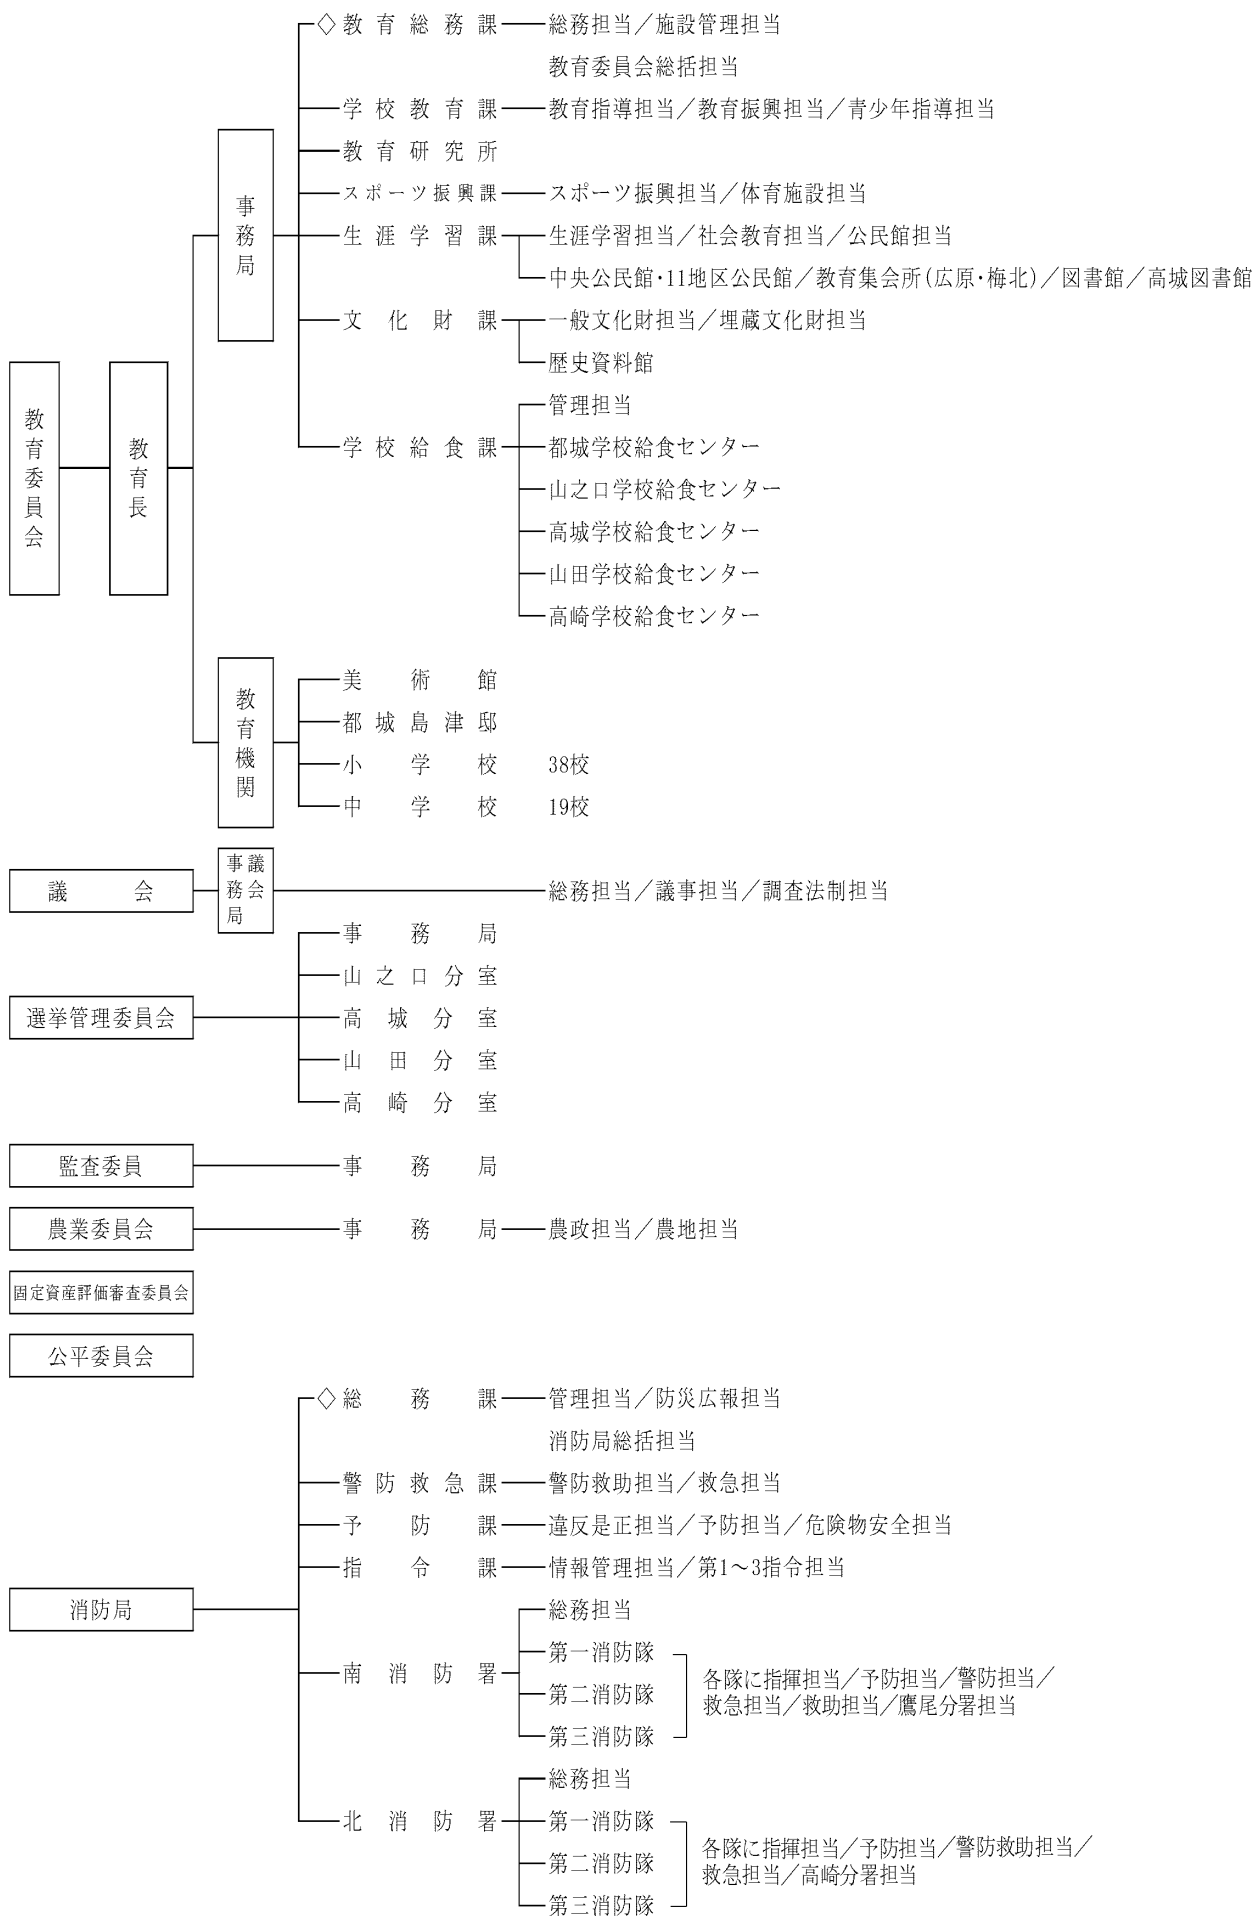 ◇教育総務課 総務担当／施設管理担当
教育委員会総括担当
学校教育課 教育指導担当／教育振興担当／青少年指導担当
教育研究所
事務局
スポーツ振興課 スポーツ振興担当／体育施設担当
生涯学習課 生涯学習担当／社会教育担当／公民館担当
中央公民館・11地区公民館／教育集会所(広原・梅北)／図書館／高城図書館
文化財課 一般文化財担当／埋蔵文化財担当
歴史資料館
管理担当
教育委員会
教育長
学校給食課 都城学校給食センター
山之口学校給食センター
高城学校給食センター
山田学校給食センター
高崎学校給食センター
教育機関
美術館
都城島津邸
小学校 38校
中学校 19校
議会 議会事務局 総務担当／議事担当／調査法制担当
事務局
山之口分室
選挙管理委員会 高城分室
山田分室
高崎分室
監査委員 事務局
農業委員会 事務局 農政担当／農地担当
固定資産評価審査委員会
公平委員会
◇総務課 管理担当／防災広報担当
消防局総括担当
警防救急課 警防救助担当／救急担当
予防課 違反是正担当／予防担当／危険物安全担当
指令課 情報管理担当／第1～3指令担当
消防局 総務担当
第一消防隊
南消防署
第二消防隊
第三消防隊
各隊に指揮担当／予防担当／警防担当／
救急担当／救助担当／鷹尾分署担当
総務担当
北消防署 第一消防隊
第二消防隊
第三消防隊
各隊に指揮担当／予防担当／警防救助担当／
救急担当／高崎分署担当